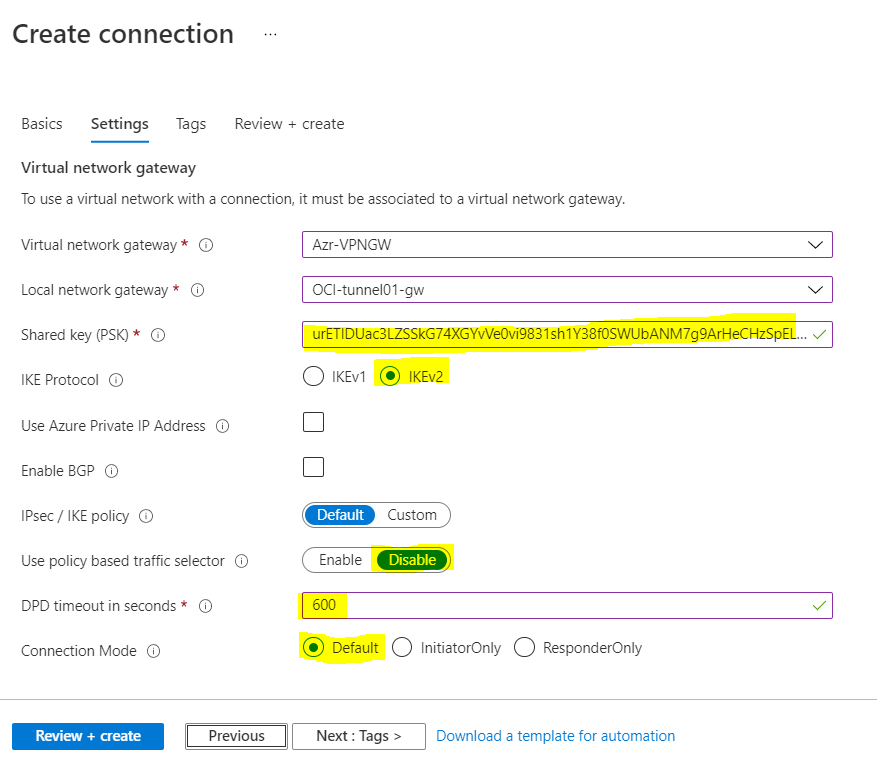 Create connection ...
Basics Settings Tags Review + create
Virtual network gateway
To use a virtual network with a connection, it must be associated to a virtual network gateway.
Virtual network gateway * Azr-VPNGW
Local network gateway * OCI-tunnel01-gw
Shared key (PSK) * urETIDUac3LZSSkG74XGYvVe0vi9831sh1Y38f0SWUbANM7g9ArHeCHzSpEL...
IKE Protocol IKEv1 IKEv2
Use Azure Private IP Address
Enable BGP
IPsec / IKE policy Default Custom
Use policy based traffic selector Enable Disable
DPD timeout in seconds * 600
Connection Mode Default InitiatorOnly ResponderOnly
Review + create Previous Next : Tags > Download a template for automation